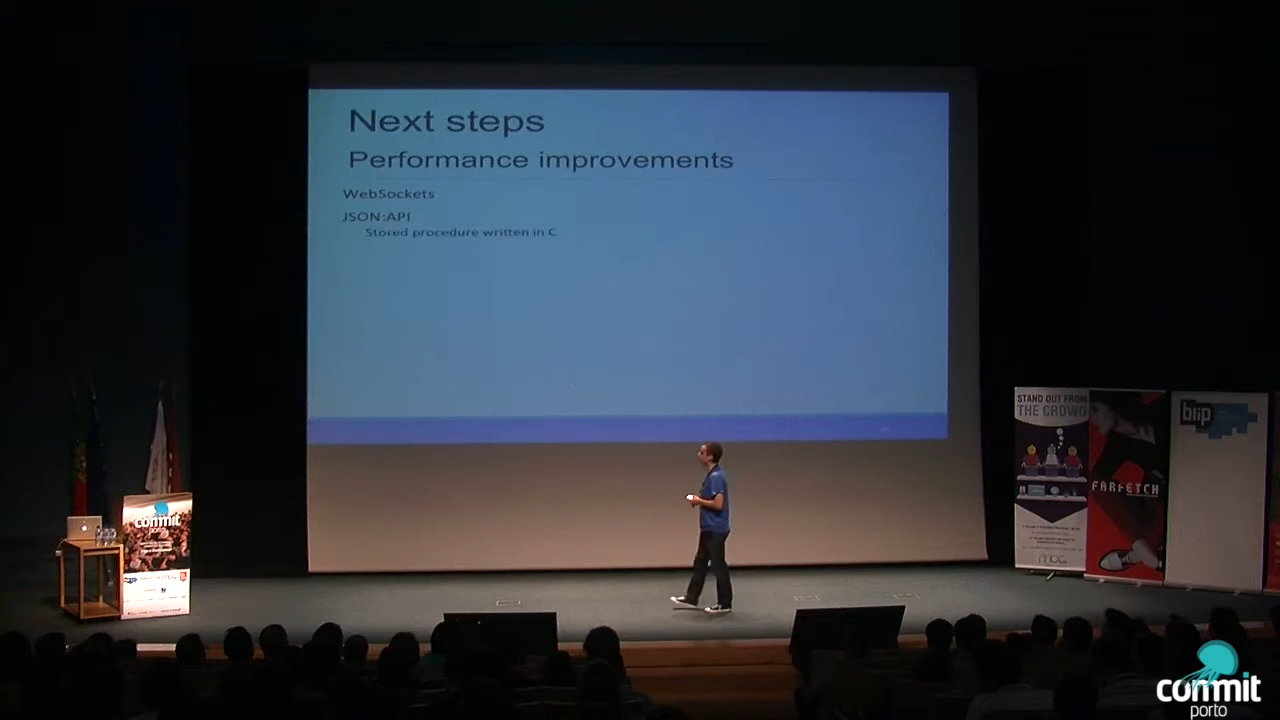 Next steps
Performance improvements
WebSockets
JSON:API
Stored procedure written in C
STAND OUT FROM
THE CROWD
FARFETCH
blip
commit
porto
commit
porto